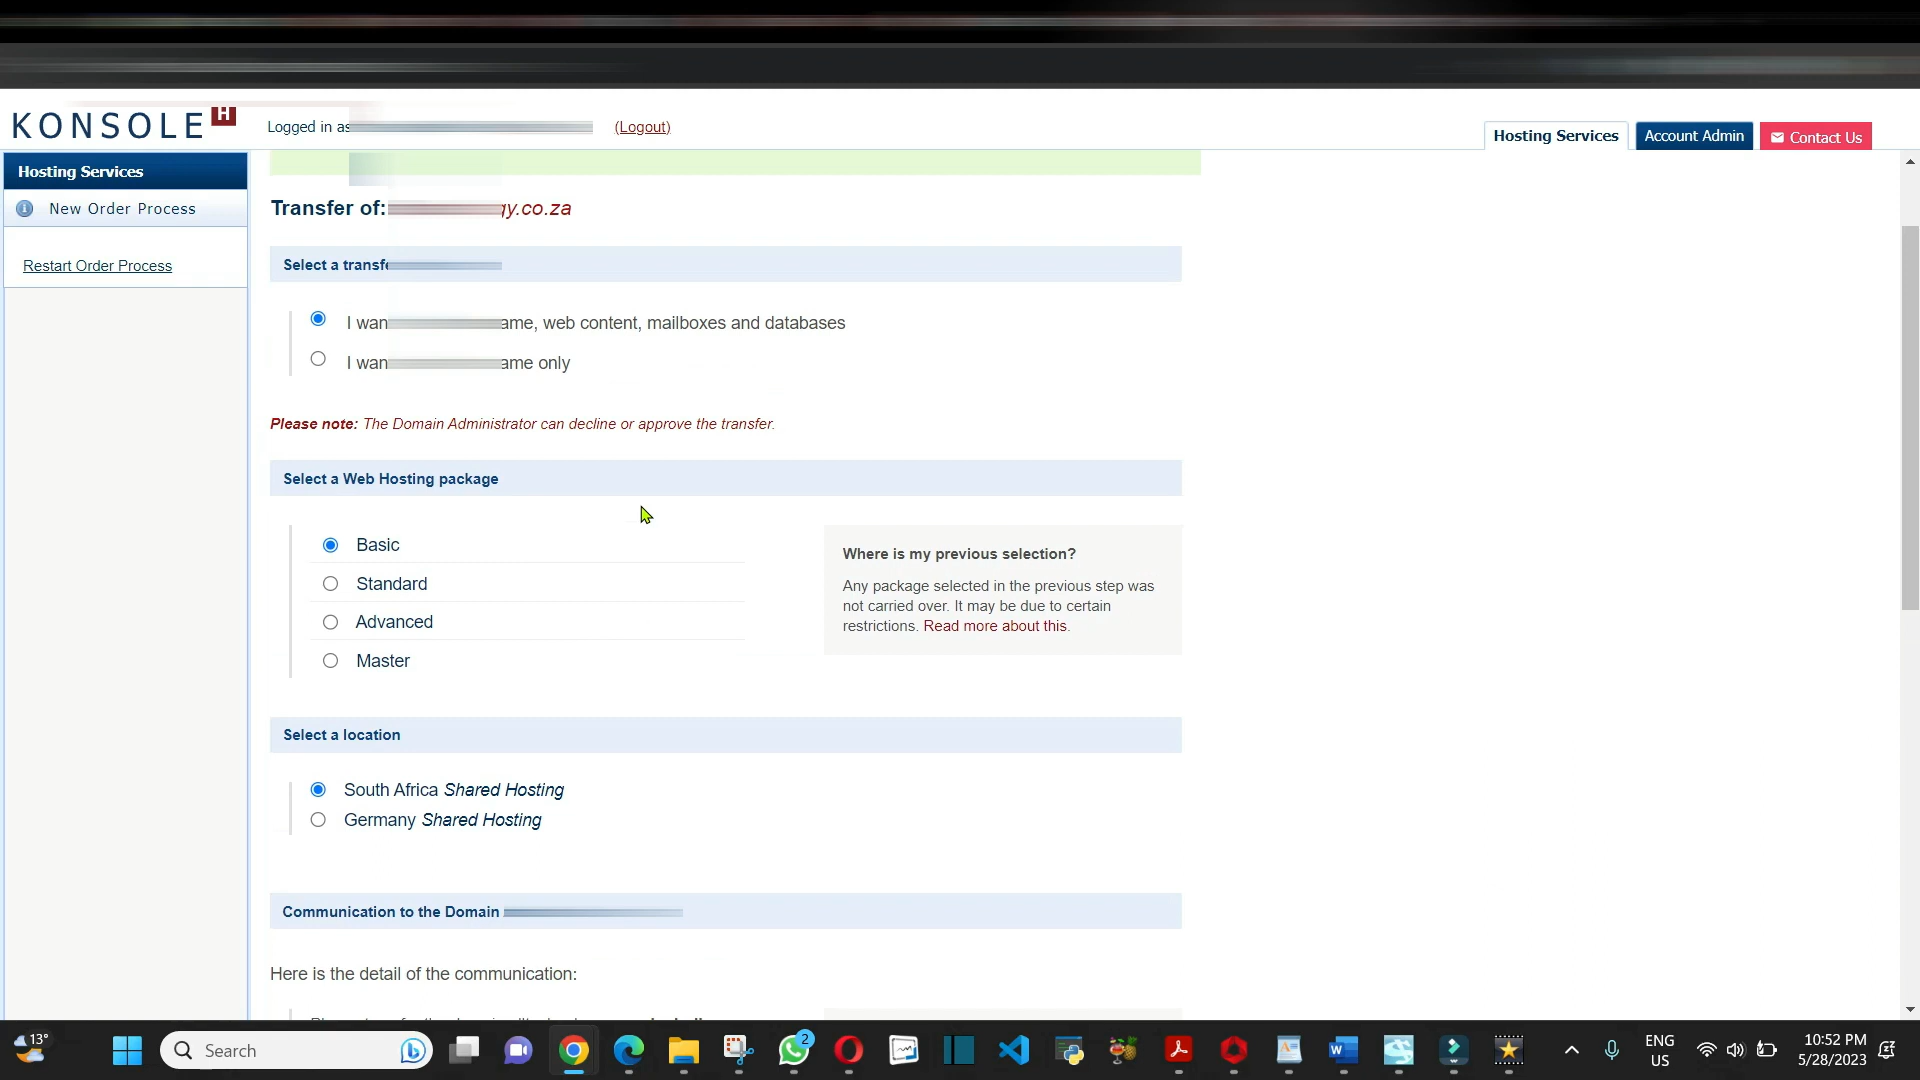 KONSOLE H
Logged in as (Logout)
Hosting Services
Account Admin
Contact Us
Hosting Services
New Order Process
Restart Order Process
Transfer of: gy.co.za
Select a
I ame, web content, mailboxes and databases
I ame only
Please note: The Domain Administrator can decline or approve the transfer.
Select a Web Hosting package
Basic
Standard
Advanced
Master
Where is my previous selection?
Any package selected in the previous step was
not carried over. It may be due to certain
restrictions. Read more about this.
Select a location
South Africa Shared Hosting
Germany Shared Hosting
Communication to the Domain
Here is the detail of the communication:
13°
Search
2
ENG
US
10:52 PM
5/28/2023